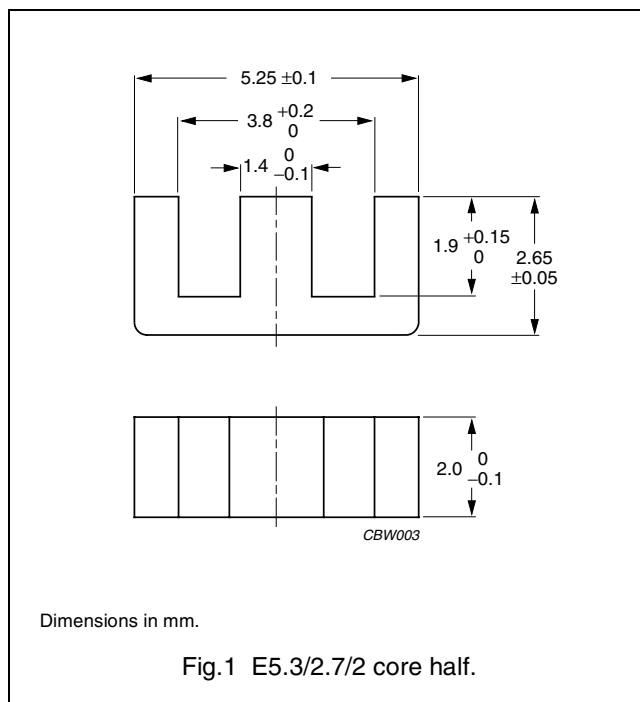 5.25 ±0.1
3.8 +0.2 0
1.4 0 −0.1
1.9 +0.15 0
2.65 ±0.05
2.0 0 −0.1
CBW003
Dimensions in mm.
Fig.1 E5.3/2.7/2 core half.